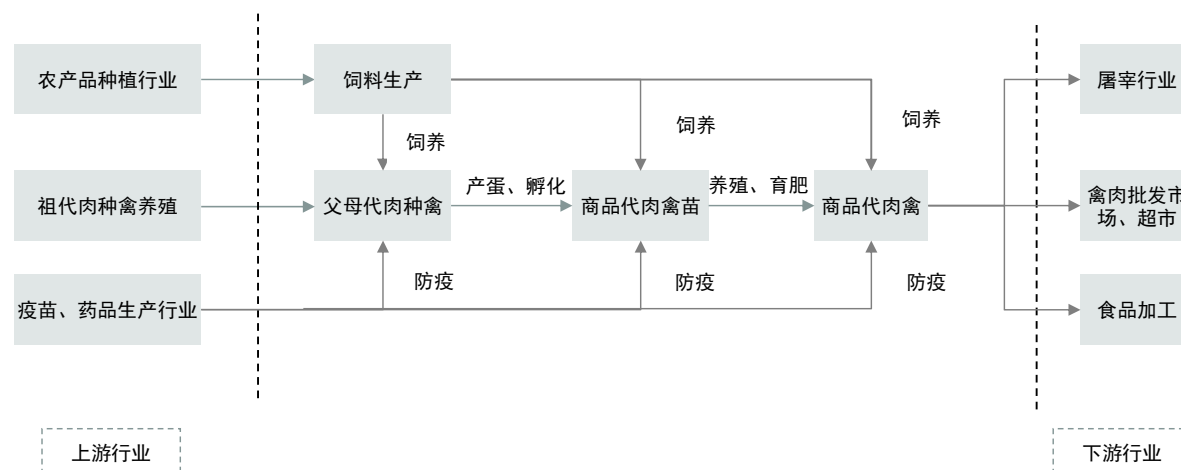 农产品种植行业
饲料生产
屠宰行业
饲养
饲养
饲养
祖代肉种禽养殖
父母代肉种禽
产蛋、孵化
商品代肉禽苗
养殖、育肥
商品代肉禽
禽肉批发市
场、超市
防疫
防疫
防疫
疫苗、药品生产行业
食品加工
上游行业
下游行业